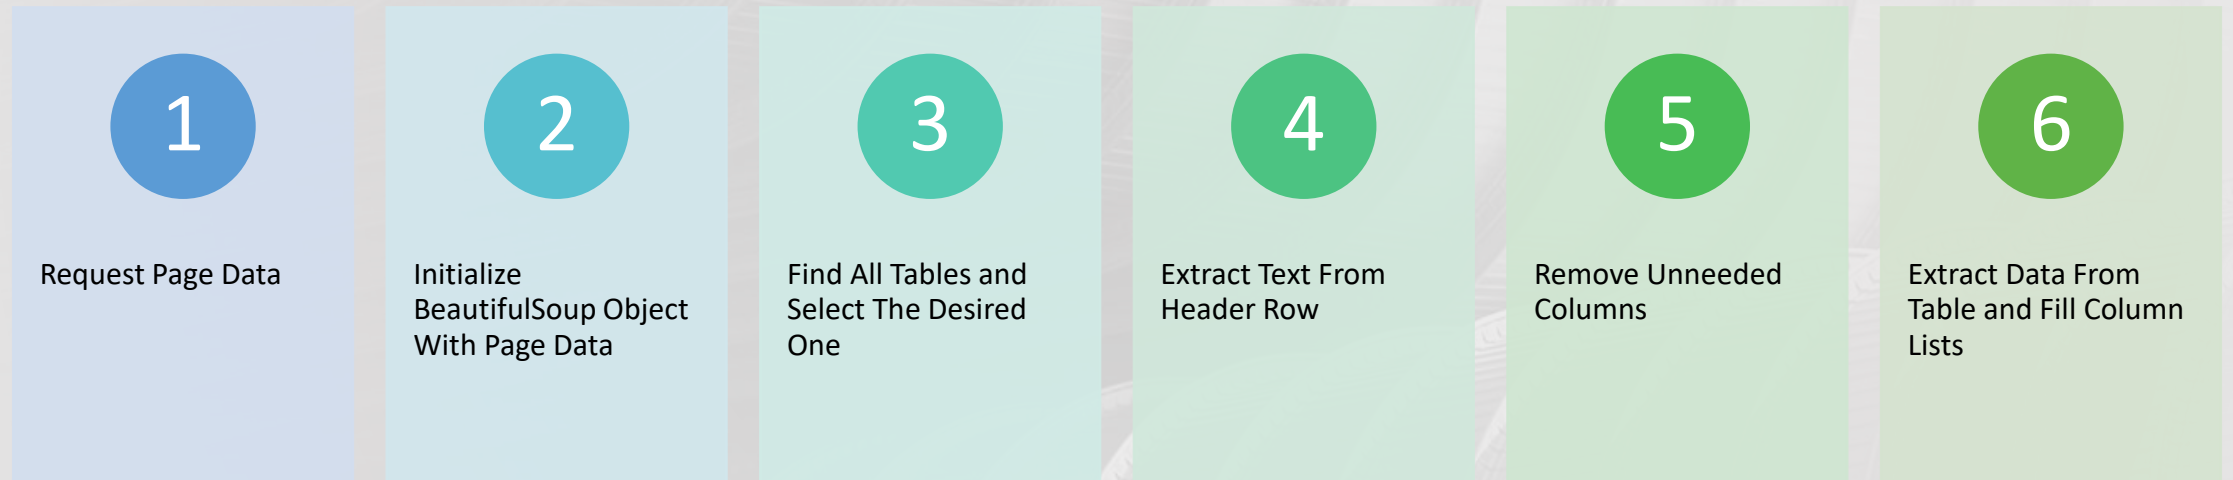 1
Request Page Data
2
Initialize
BeautifulSoup Object
With Page Data
3
Find All Tables and
Select The Desired
One
4
Extract Text From
Header Row
5
Remove Unneeded
Columns
6
Extract Data From
Table and Fill Column
Lists